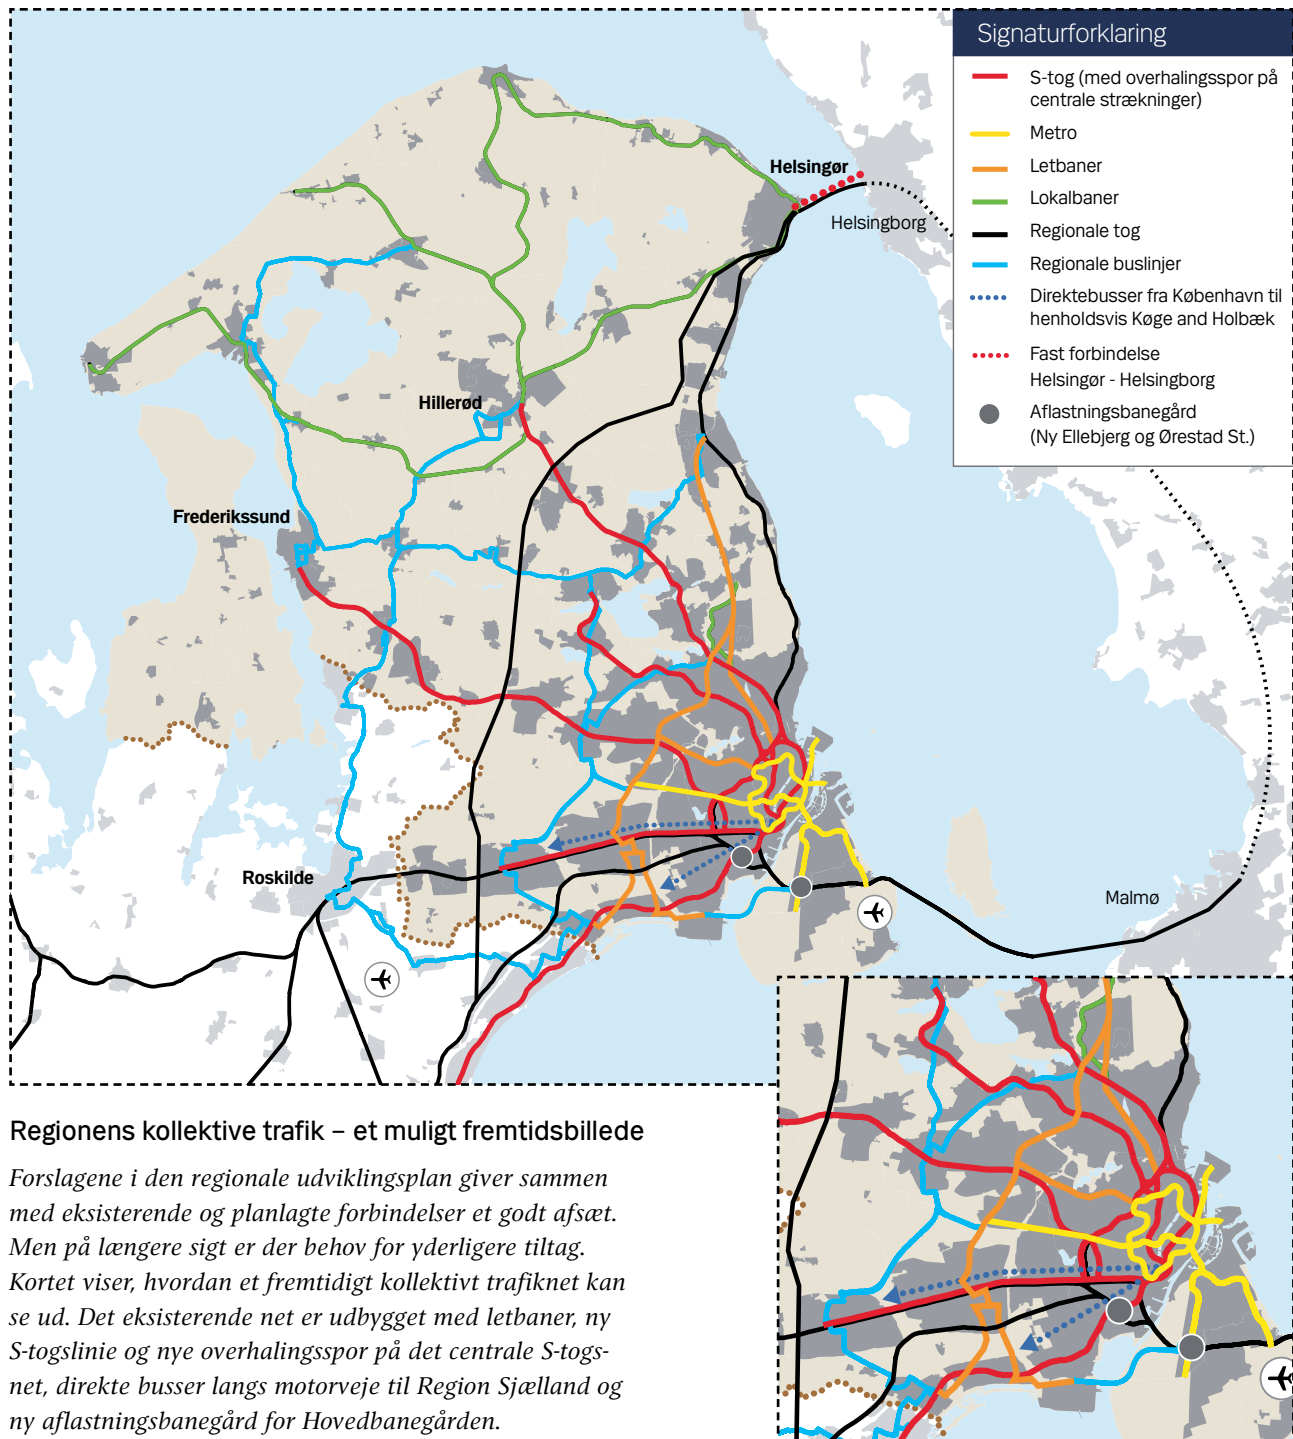 Signaturforklaring
S-tog (med overhalingsspor på
centrale strækninger)
Metro
Letbaner
Lokalbaner
Regionale tog
Regionale buslinjer
Direktebusser fra København til
henholdsvis Køge and Holbæk
Fast forbindelse
Helsingør - Helsingborg
Aflastningsbanegård
(Ny Ellebjerg og Ørestad St.)
Helsingør
Helsingborg
Hillerød
Frederikssund
Roskilde
Malmø
Regionens kollektive trafik – et muligt fremtidsbillede
Forslagene i den regionale udviklingsplan giver sammen
med eksisterende og planlagte forbindelser et godt afsæt.
Men på længere sigt er der behov for yderligere tiltag.
Kortet viser, hvordan et fremtidigt kollektivt trafiknet kan
se ud. Det eksisterende net er udbygget med letbaner, ny
S-togslinie og nye overhalingsspor på det centrale S-togs-
net, direkte busser langs motorveje til Region Sjælland og
ny aflastningsbanegård for Hovedbanegården.